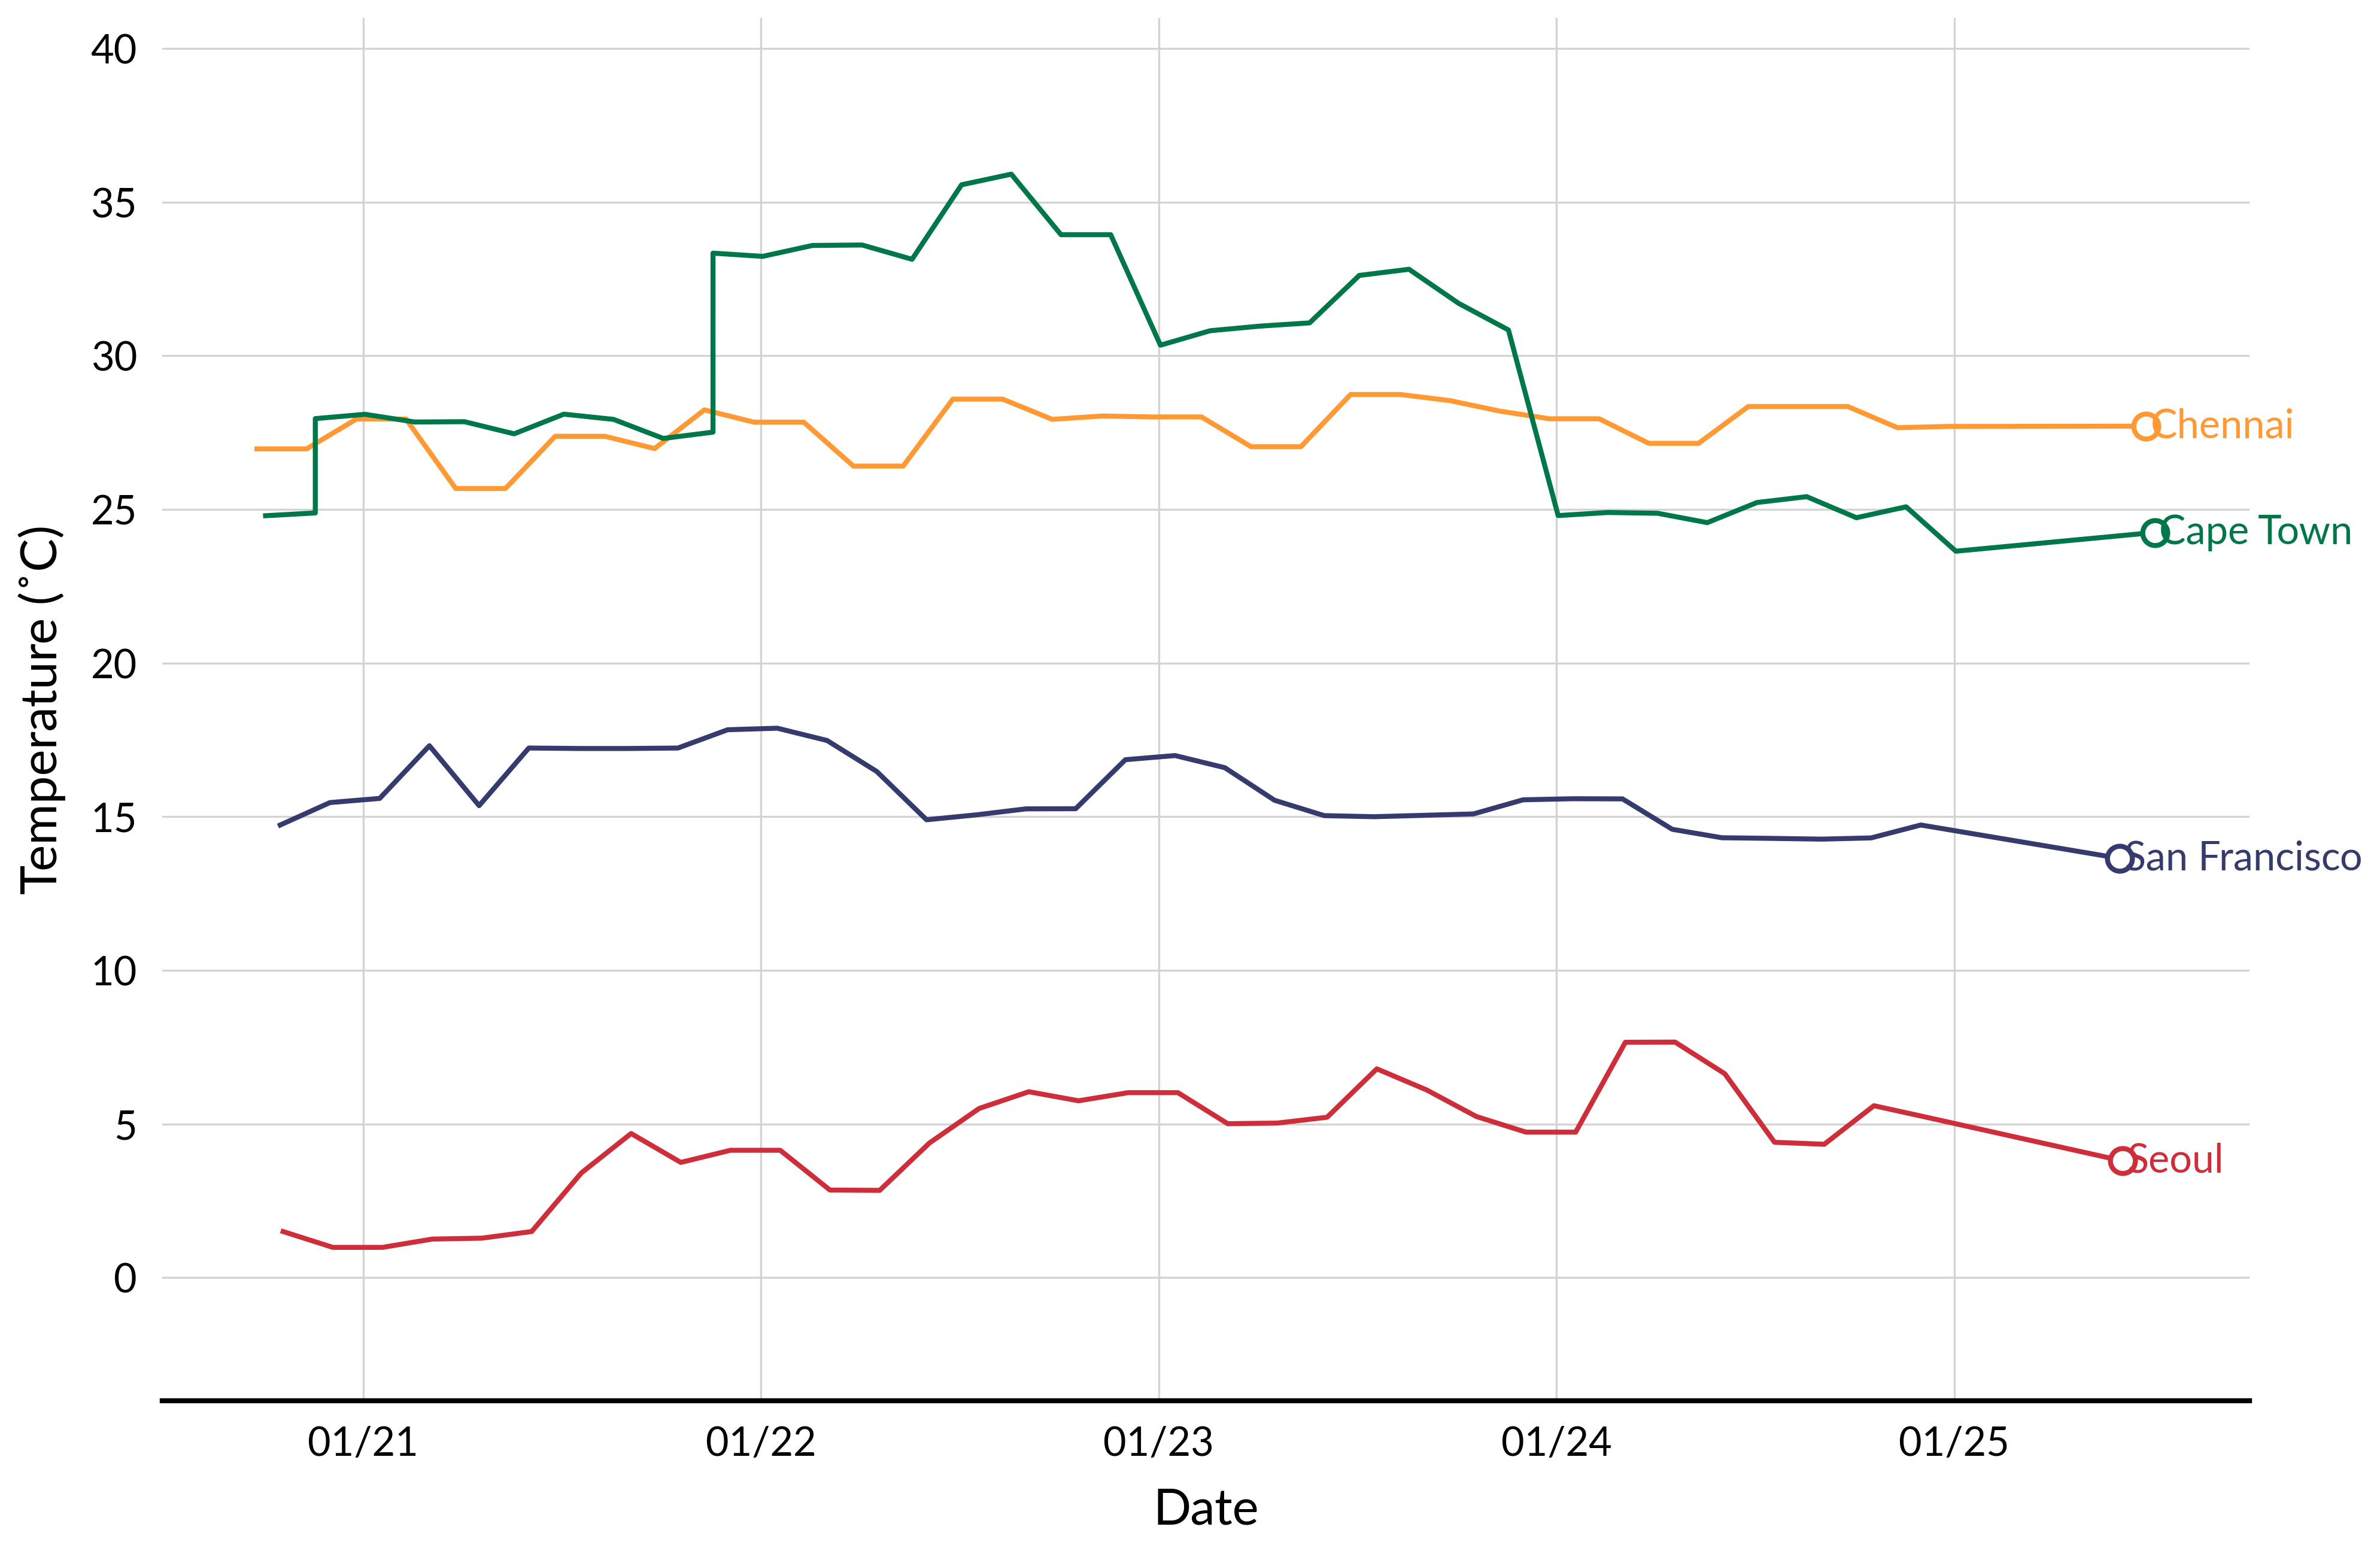 40
35
30
25
20
15
10
5
0
Temperature (˚C)
Chennai
Cape Town
San Francisco
Seoul
01/21
01/22
01/23
01/24
01/25
Date